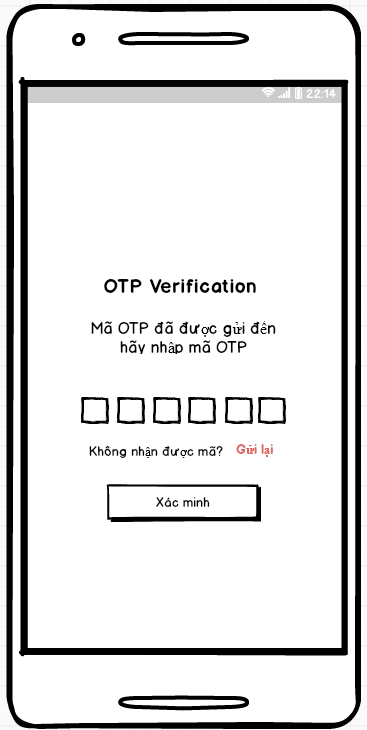 22:14
OTP Verification
Mã OTP đã được gửi đến
hãy nhập mã OTP
Không nhận được mã? Gửi lại
Xác minh